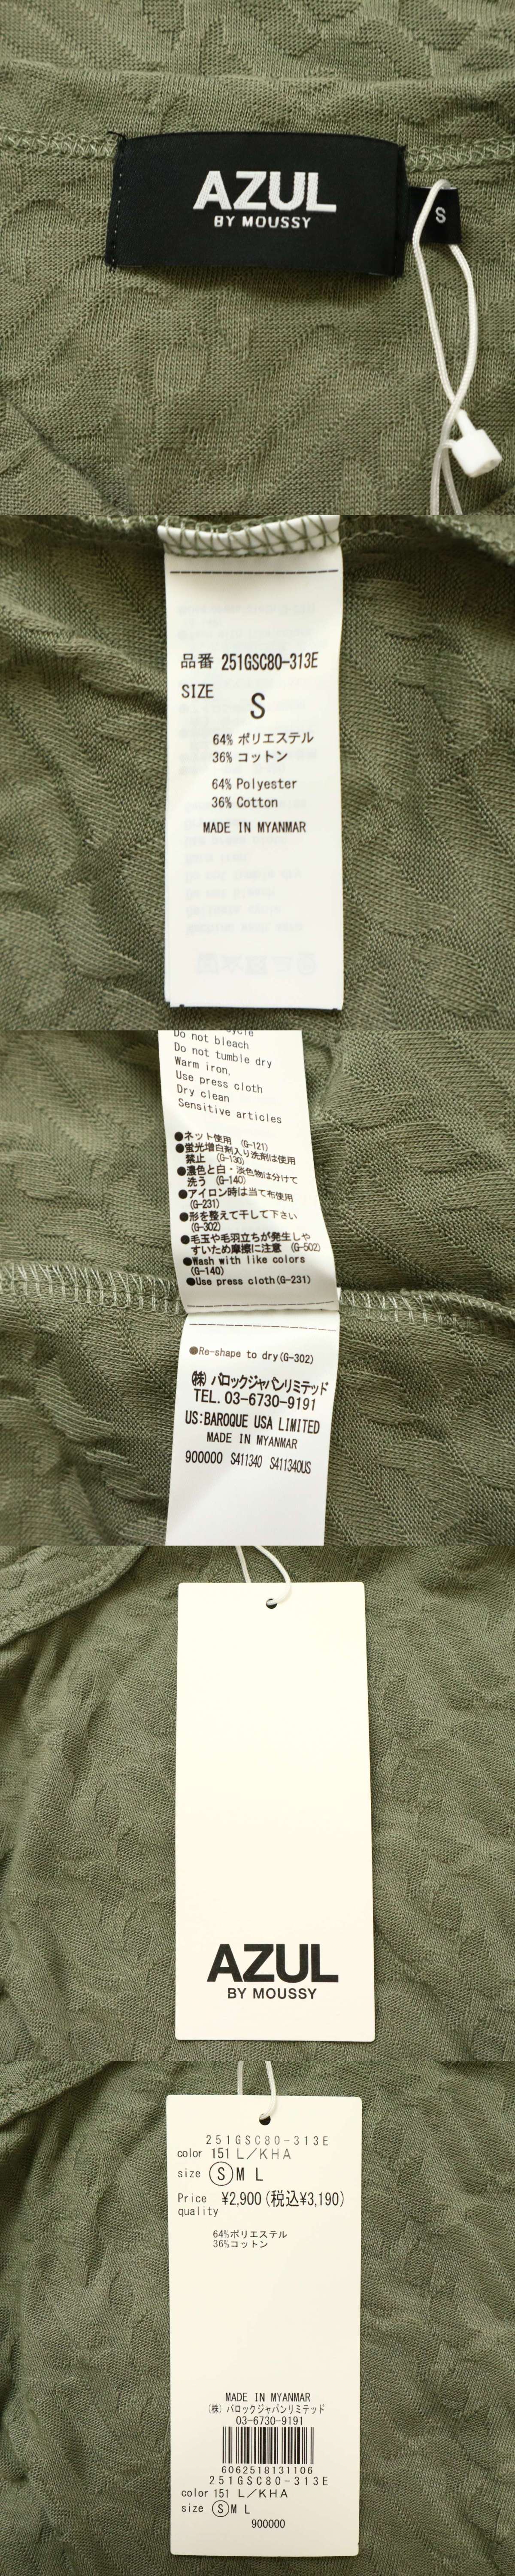 AZUL
BY MOUSSY
S
品番 251GSC80-313E
SIZE
S
64% ポリエステル
36% コットン
64% Polyester
36% Cotton
MADE IN MYANMAR
Do not bleach
Do not tumble dry
Warm iron,
Use press cloth
Dry clean
Sensitive articles
●ネット使用 (G-121)
●蛍光増白剤入り洗剤は使用
禁止 (G-130)
●濃色と白・淡色物は分けて
洗う (G-140)
●アイロン時は当て布使用
(G-231)
●形を整えて干して下さい
(G-302)
●毛玉や毛羽立ちが発生しや
すいため摩擦に注意 (G-502)
●Wash with like colors
(G-140)
●Use press cloth(G-231)
●Re-shape to dry(G-302)
(株) バロックジャパンリミテッド
TEL. 03-6730-9191
US:BAROQUE USA LIMITED
MADE IN MYANMAR
900000 S411340 S411340US
AZUL
BY MOUSSY
251GSC80-313E
color 151 L/KHA
size Ⓢ M L
Price ¥2,900 (税込¥3,190)
quality
64%ポリエステル
36%コットン
MADE IN MYANMAR
(株) バロックジャパンリミテッド
03-6730-9191
6062518131106
251GSC80-313E
color 151 L/KHA
size Ⓢ M L
900000